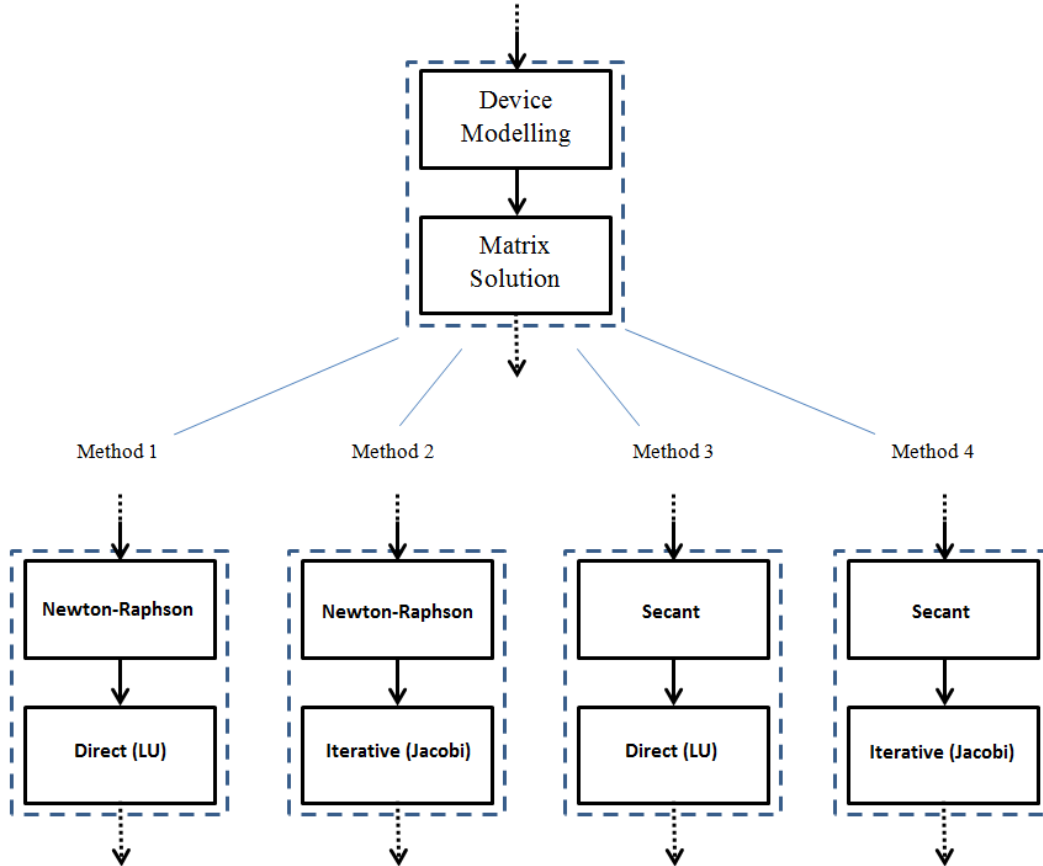 Device
Modelling
Matrix
Solution
Method 1
Method 2
Method 3
Method 4
Newton-Raphson
Newton-Raphson
Secant
Secant
Direct (LU)
Iterative (Jacobi)
Direct (LU)
Iterative (Jacobi)